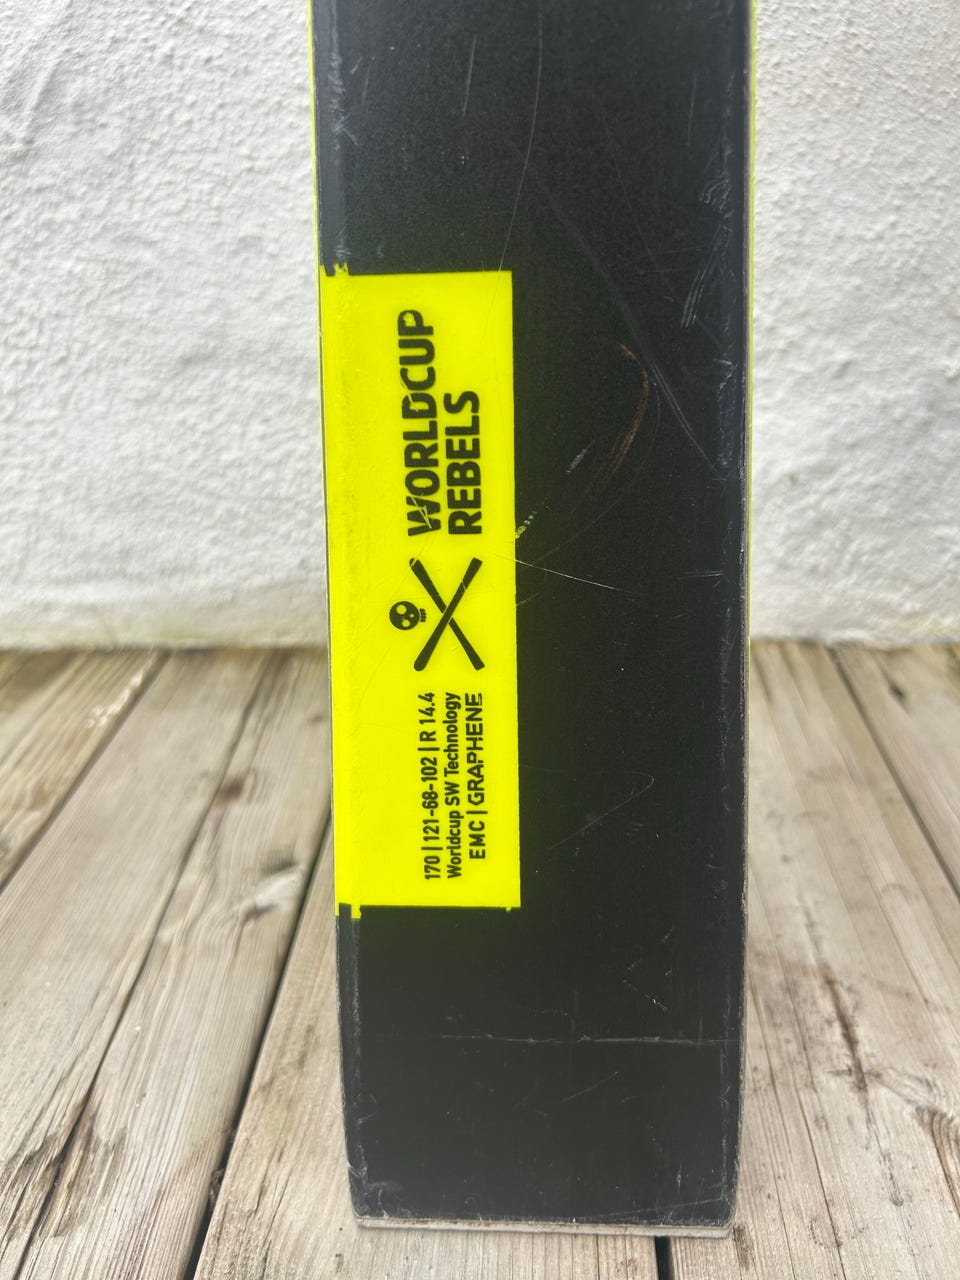 WORLDCUP
REBELS
170 | 121-68-102 | R 14.4
Worldcup SW Technology
EMC | GRAPHENE